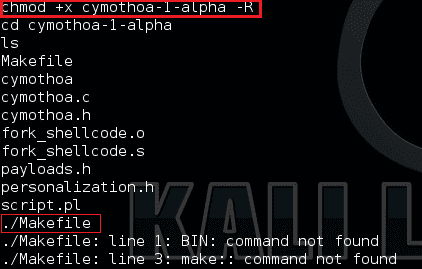 chmod +x cymothoa-1-alpha -R
cd cymothoa-1-alpha
ls
Makefile
cymothoa
cymothoa.c
cymothoa.h
fork_shellcode.o
fork_shellcode.s
payloads.h
personalization.h
script.pl
./Makefile
./Makefile: line 1: BIN: command not found
./Makefile: line 3: make:: command not found
KALI L